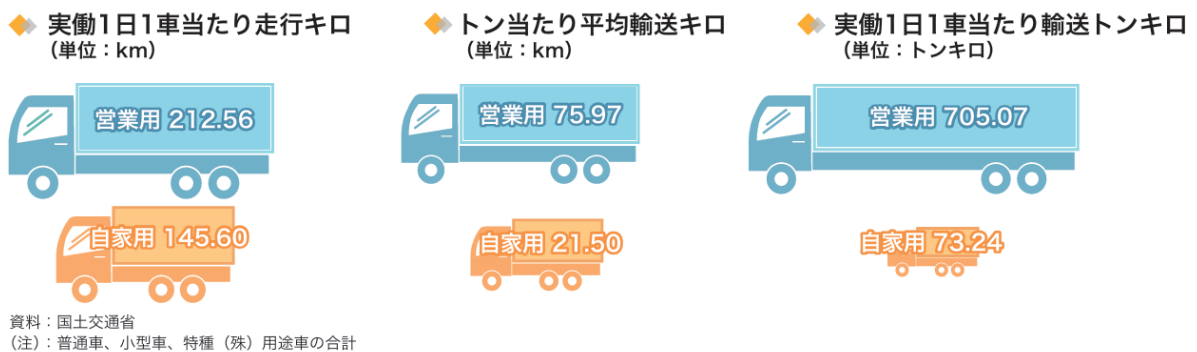 実働1日1車当たり走行キロ
（単位：km）
営業用 212.56
自家用 145.60
トン当たり平均輸送キロ
（単位：km）
営業用 75.97
自家用 21.50
実働1日1車当たり輸送トンキロ
（単位：トンキロ）
営業用 705.07
自家用 73.24
資料：国土交通省
（注）：普通車、小型車、特種（殊）用途車の合計